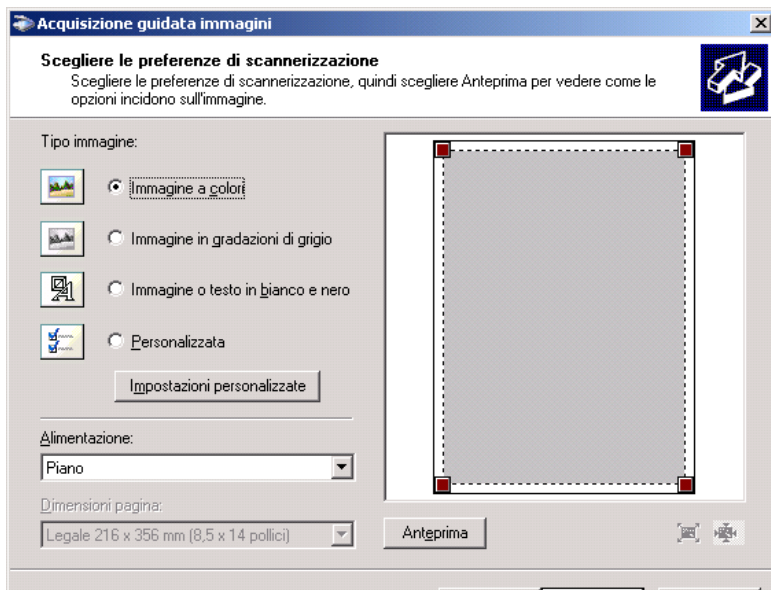 Acquisizione guidata immagini
Scegliere le preferenze di scannerizzazione
Scegliere le preferenze di scannerizzazione, quindi scegliere Anteprima per vedere come le
opzioni incidono sull'immagine.
Tipo immagine:
Immagine a colori
Immagine in gradazioni di grigio
Immagine o testo in bianco e nero
Personalizzata
Impostazioni personalizzate
Alimentazione:
Piano
Dimensioni pagina:
Legale 216 x 356 mm (8,5 x 14 pollici)
Anteprima